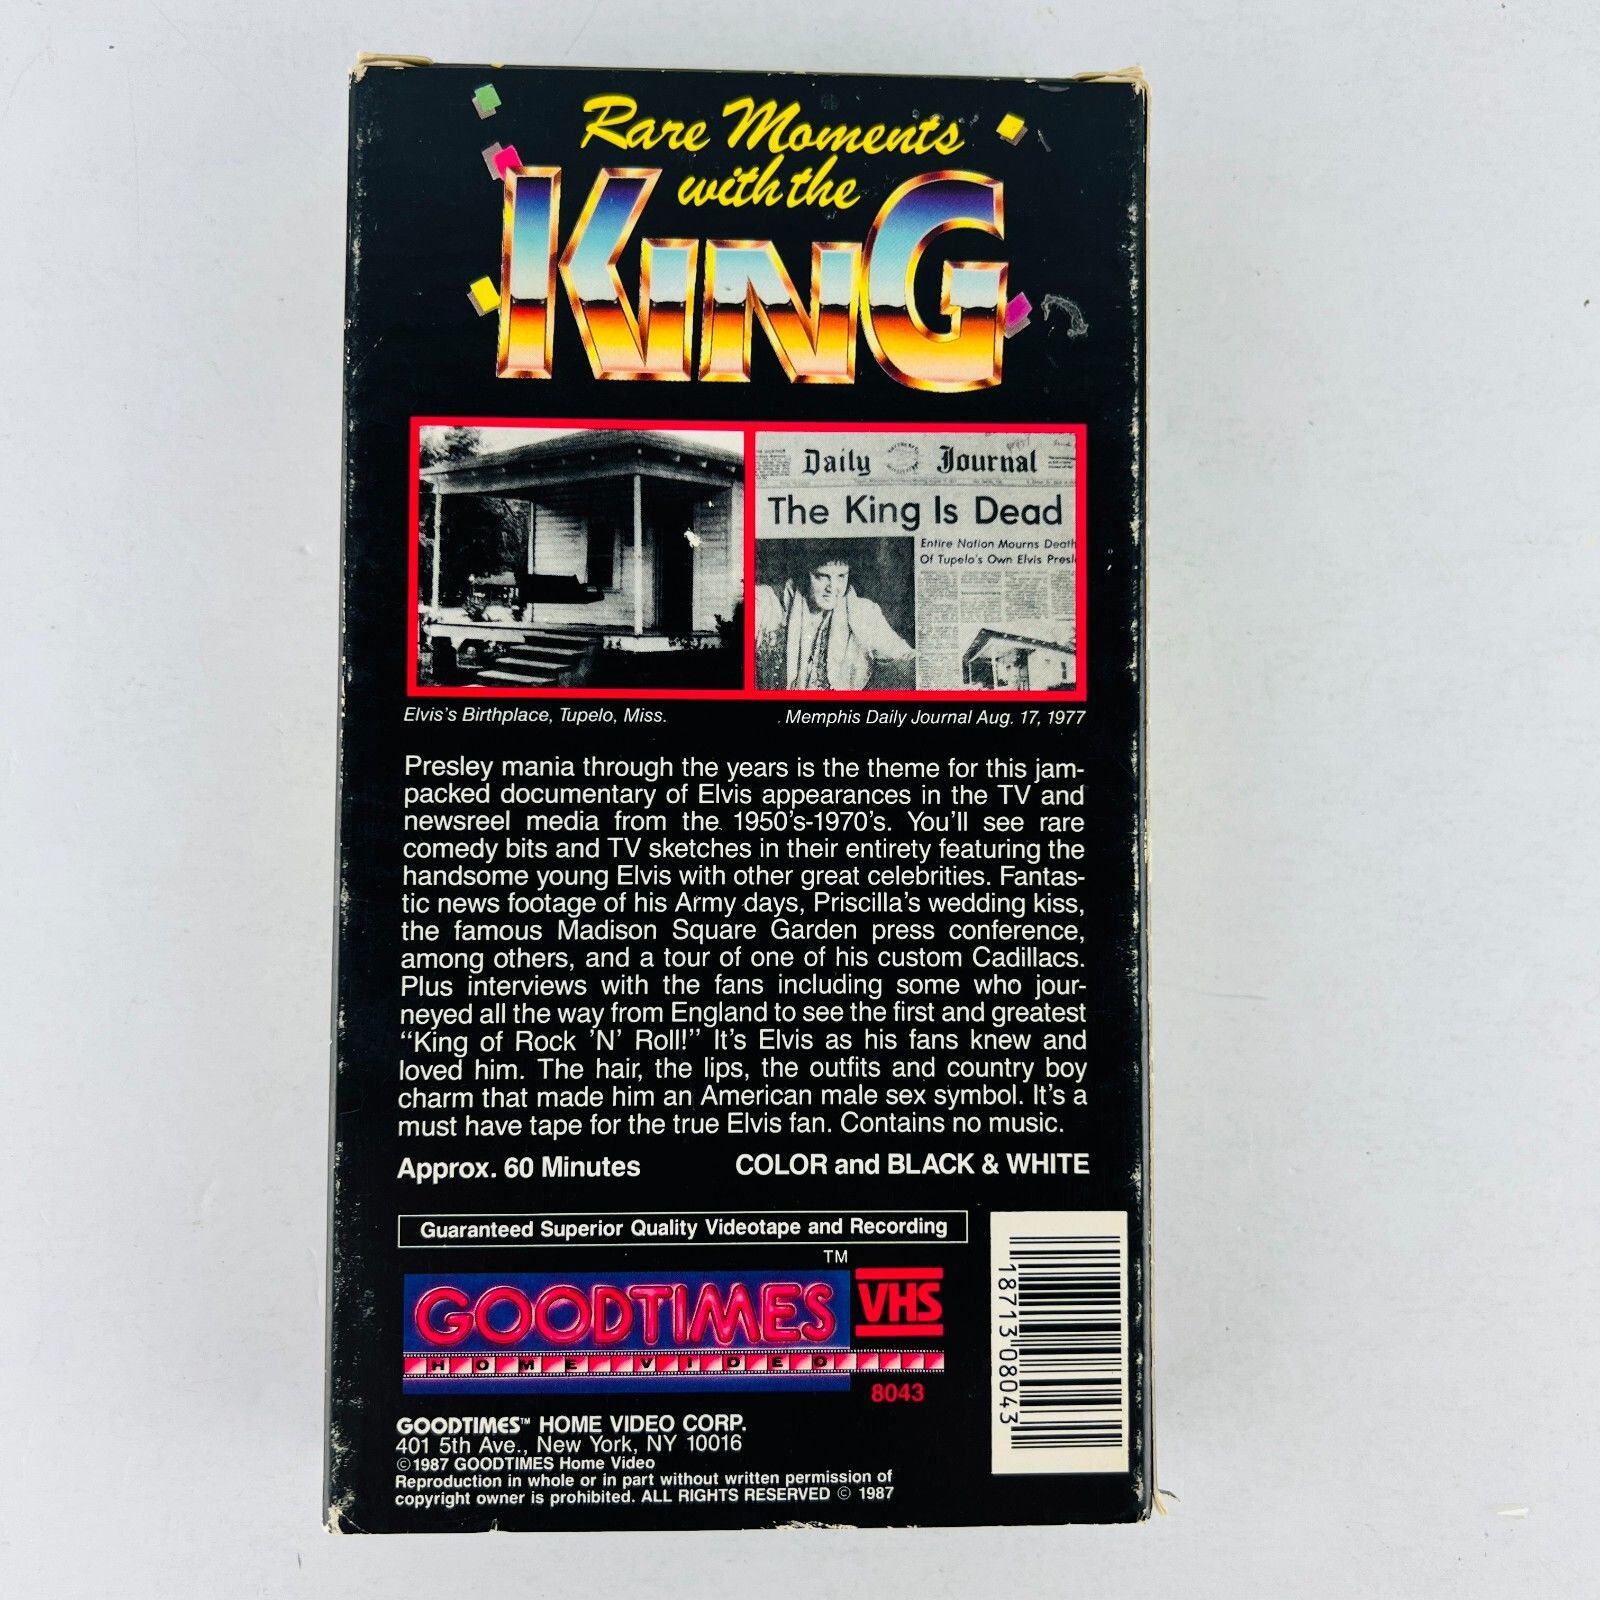 Rare Moments
with the
KING
Daily Journal
The King Is Dead
Entire Nation Mourns Death
Of Tupelo's Own Elvis Presl
Elvis's Birthplace, Tupelo, Miss.
. Memphis Daily Journal Aug. 17, 1977
Presley mania through the years is the theme for this jam-
packed documentary of Elvis appearances in the TV and
newsreel media from the 1950's-1970's. You'll see rare
comedy bits and TV sketches in their entirety featuring the
handsome young Elvis with other great celebrities. Fantas-
tic news footage of his Army days, Priscilla's wedding kiss,
the famous Madison Square Garden press conference,
among others, and a tour of one of his custom Cadillacs.
Plus interviews with the fans including some who jour-
neyed all the way from England to see the first and greatest
"King of Rock 'N' Roll!" It's Elvis as his fans knew and
loved him. The hair, the lips, the outfits and country boy
charm that made him an American male sex symbol. It's a
must have tape for the true Elvis fan. Contains no music.
Approx. 60 Minutes
COLOR and BLACK & WHITE
Guaranteed Superior Quality Videotape and Recording
TM
GOODTIMES
VHS
HOME VIDEO
8043
18713 08043
GOODTIMES™ HOME VIDEO CORP.
401 5th Ave., New York, NY 10016
©1987 GOODTIMES Home Video
Reproduction in whole or in part without written permission of
copyright owner is prohibited. ALL RIGHTS RESERVED © 1987